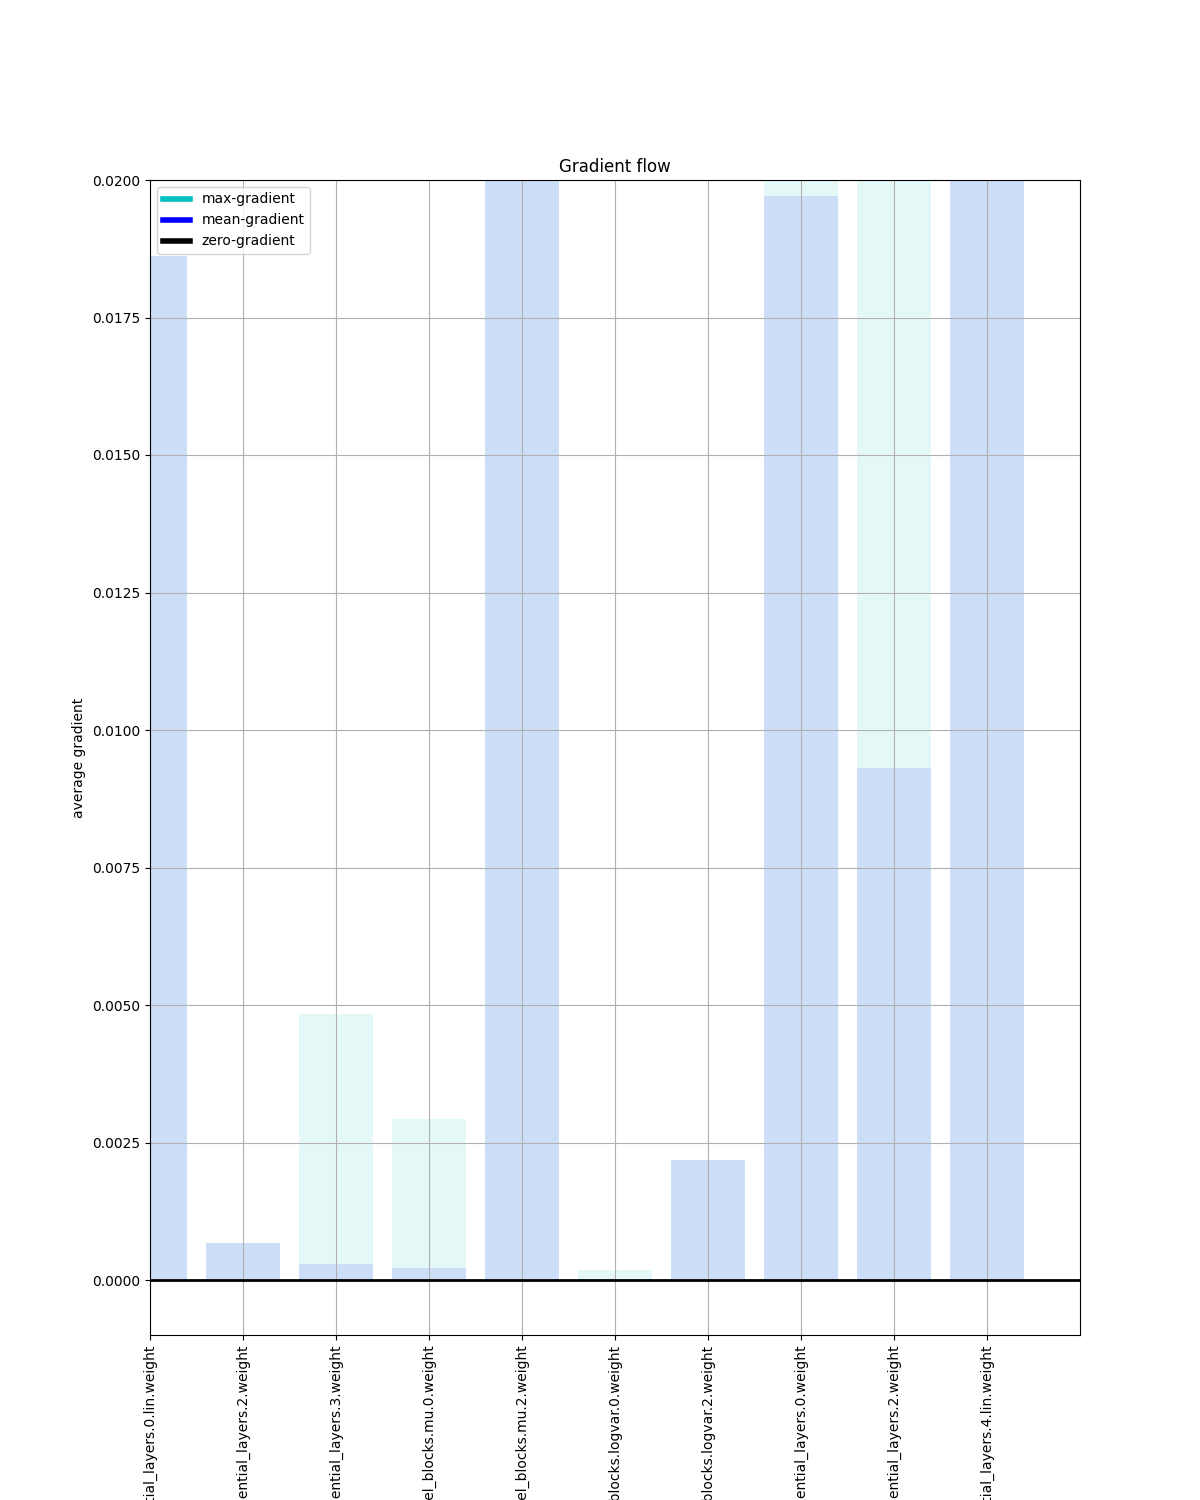 Gradient flow
max-gradient
mean-gradient
zero-gradient
average gradient
0.0200
0.0175
0.0150
0.0125
0.0100
0.0075
0.0050
0.0025
0.0000
tial_layers.0.lin.weight
ential_layers.2.weight
ential_layers.3.weight
el_blocks.mu.0.weight
el_blocks.mu.2.weight
blocks.logvar.0.weight
blocks.logvar.2.weight
ential_layers.0.weight
ential_layers.2.weight
tial_layers.4.lin.weight